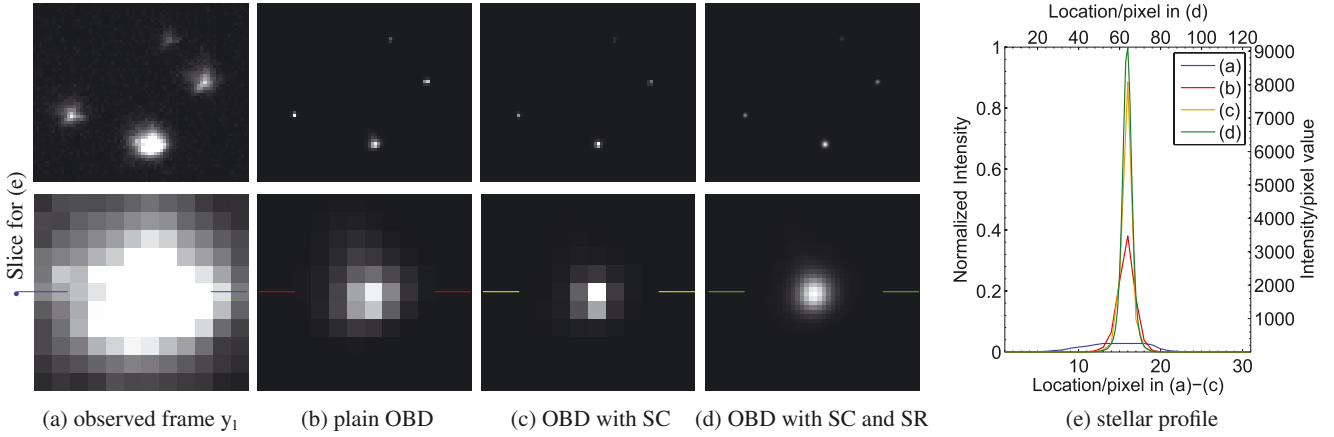 Slice for (e)
(a) observed frame y₁
(b) plain OBD
(c) OBD with SC
(d) OBD with SC and SR
Location/pixel in (d)
20 40 60 80 100 120
Normalized Intensity
1
0.8
0.6
0.4
0.2
0
(a)
(b)
(c)
(d)
9000
8000
7000
6000
5000
4000
3000
2000
1000
Intensity/pixel value
10 20 30
Location/pixel in (a)−(c)
(e) stellar profile